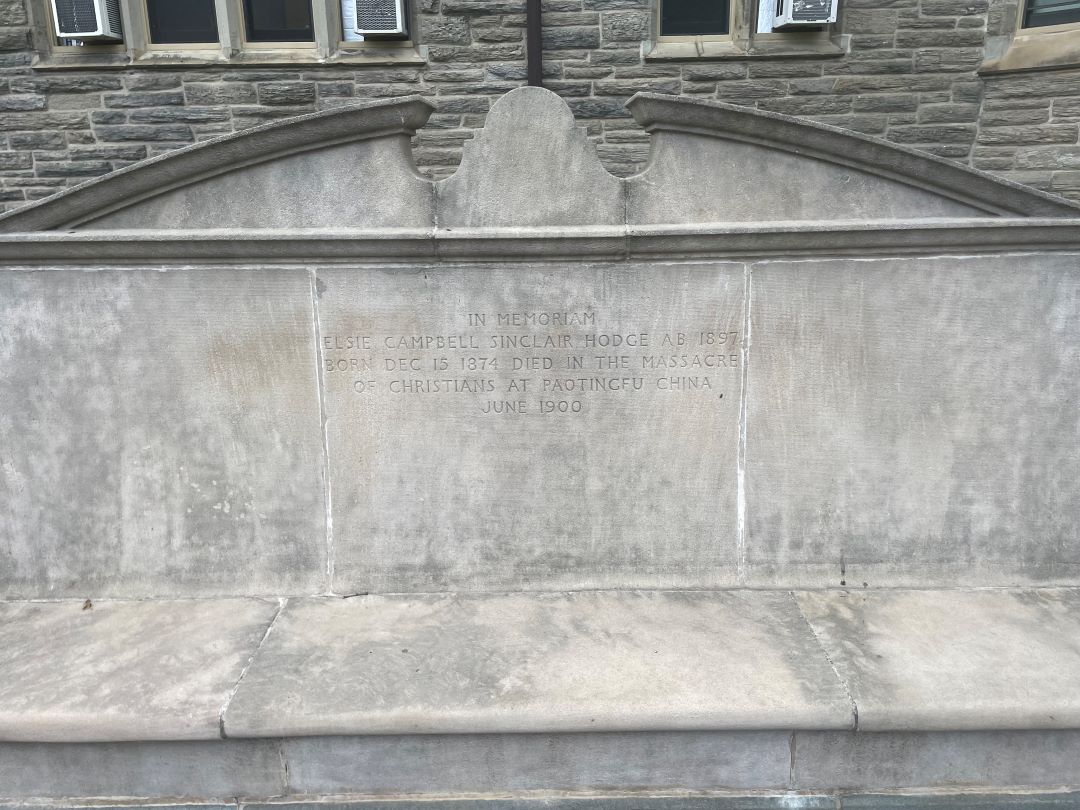 IN MEMORIAM
ELSIE CAMPBELL SINCLAIR HODGE AB 1897
BORN DEC 15 1874 DIED IN THE MASSACRE
OF CHRISTIANS AT PAOTINGFU CHINA
JUNE 1900